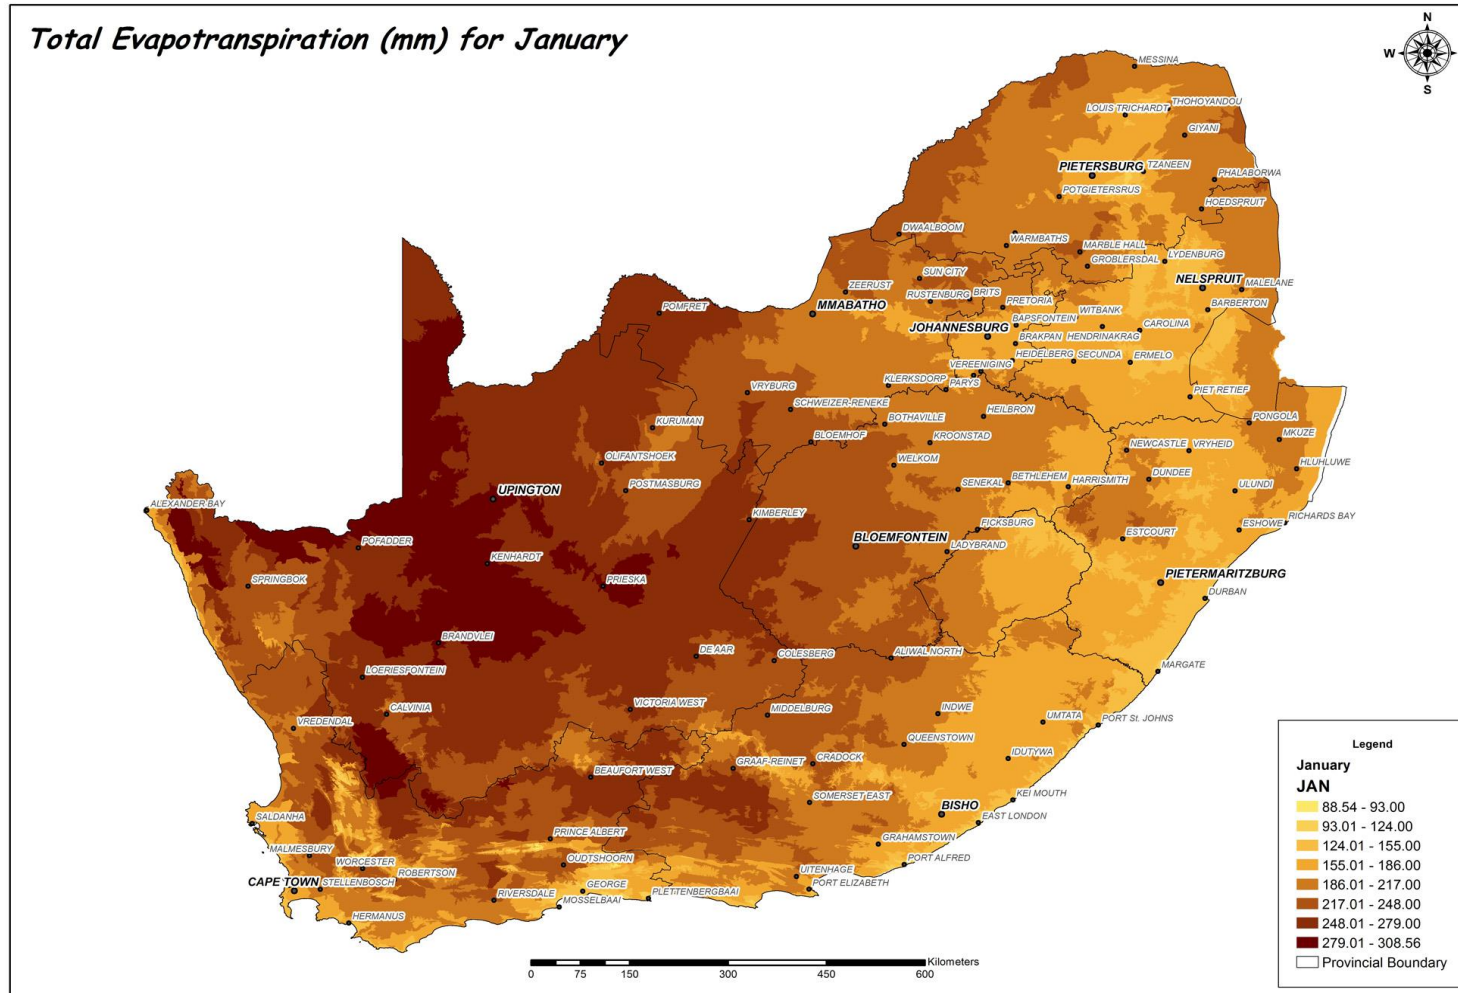 Total Evapotranspiration (mm) for January
N
W
S
MESSINA
LOUIS TRICHARDT
THOHOYANDOU
GIYANI
PIETERSBURG
TZANEEN
PHALABORWA
POTGIETERSRUS
HOEDSPRUIT
DWAALBOOM
WARMBATHS
MARBLE HALL
GROBLERSDAL
LYDENBURG
SUN CITY
ZEERUST
RUSTENBURG
BRITS
PRETORIA
NELSPRUIT
MALELANE
BARBERTON
POMFRET
MMABATHO
BAPSFONTEIN
WITBANK
JOHANNESBURG
HENDRINAKRAG
CAROLINA
BRAKPAN
HEIDELBERG
SECUNDA
ERMELO
VEREENIGING
KLERKSDORP
PARYS
VRYBURG
PIET RETIEF
SCHWEIZER-RENEKE
BOTHAVILLE
HEILBRON
PONGOLA
KURUMAN
BLOEMHOF
KROONSTAD
MKUZE
NEWCASTLE
VRYHEID
OLIFANTSHOEK
WELKOM
HLUHLUWE
DUNDEE
BETHLEHEM
HARRISMITH
SENEKAL
ULUNDI
UPINGTON
POSTMASBURG
ALEXANDER BAY
KIMBERLEY
RICHARDS BAY
FICKSBURG
ESHOWE
ESTCOURT
BLOEMFONTEIN
POFADDER
LADYBRAND
KENHARDT
PIETERMARITZBURG
SPRINGBOK
PRIESKA
DURBAN
BRANDVLEI
DE AAR
COLESBERG
ALIWAL NORTH
LOERIESFONTEIN
MARGATE
VICTORIA WEST
CALVINIA
MIDDELBURG
INDWE
VREDENDAL
UMTATA
PORT St. JOHNS
QUEENSTOWN
IDUTYWA
GRAAF-REINET
CRADOCK
BEAUFORT WEST
SOMERSET EAST
KEI MOUTH
BISHO
SALDANHA
EAST LONDON
PRINCE ALBERT
GRAHAMSTOWN
MALMESBURY
OUDTSHOORN
PORT ALFRED
WORCESTER
ROBERTSON
UITENHAGE
CAPE TOWN
STELLENBOSCH
GEORGE
PLETTENBERGBAAI
PORT ELIZABETH
RIVERSDALE
MOSSELBAAI
HERMANUS
Kilometers
0 75 150 300 450 600
Legend
January
JAN
88.54 - 93.00
93.01 - 124.00
124.01 - 155.00
155.01 - 186.00
186.01 - 217.00
217.01 - 248.00
248.01 - 279.00
279.01 - 308.56
Provincial Boundary